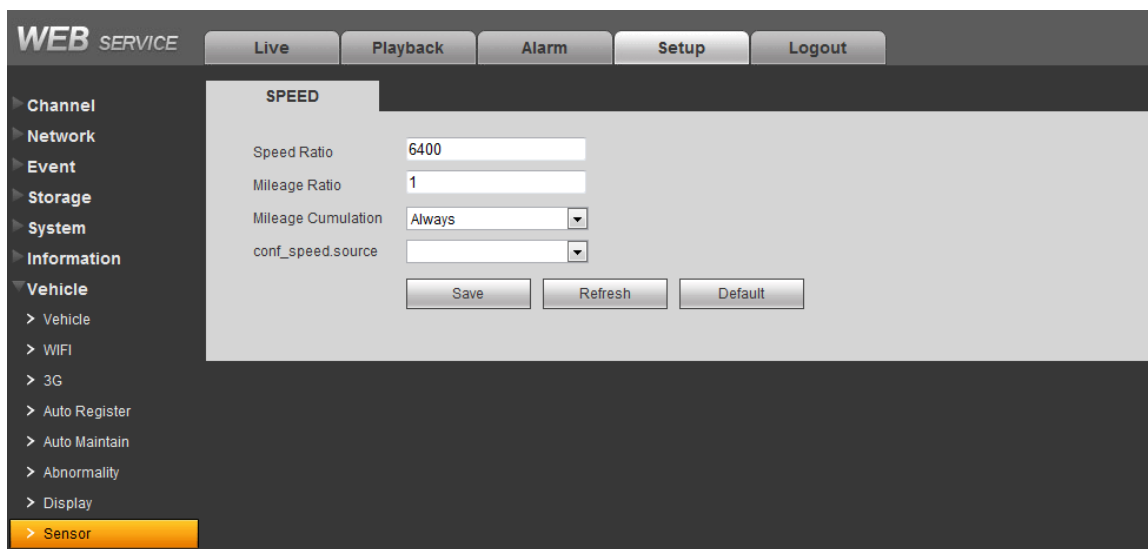 WEB SERVICE
Live Playback Alarm Setup Logout
Channel
Network
Event
Storage
System
Information
Vehicle
> Vehicle
> WIFI
> 3G
> Auto Register
> Auto Maintain
> Abnormality
> Display
> Sensor
SPEED
Speed Ratio 6400
Mileage Ratio 1
Mileage Cumulation Always
conf_speed.source
Save Refresh Default